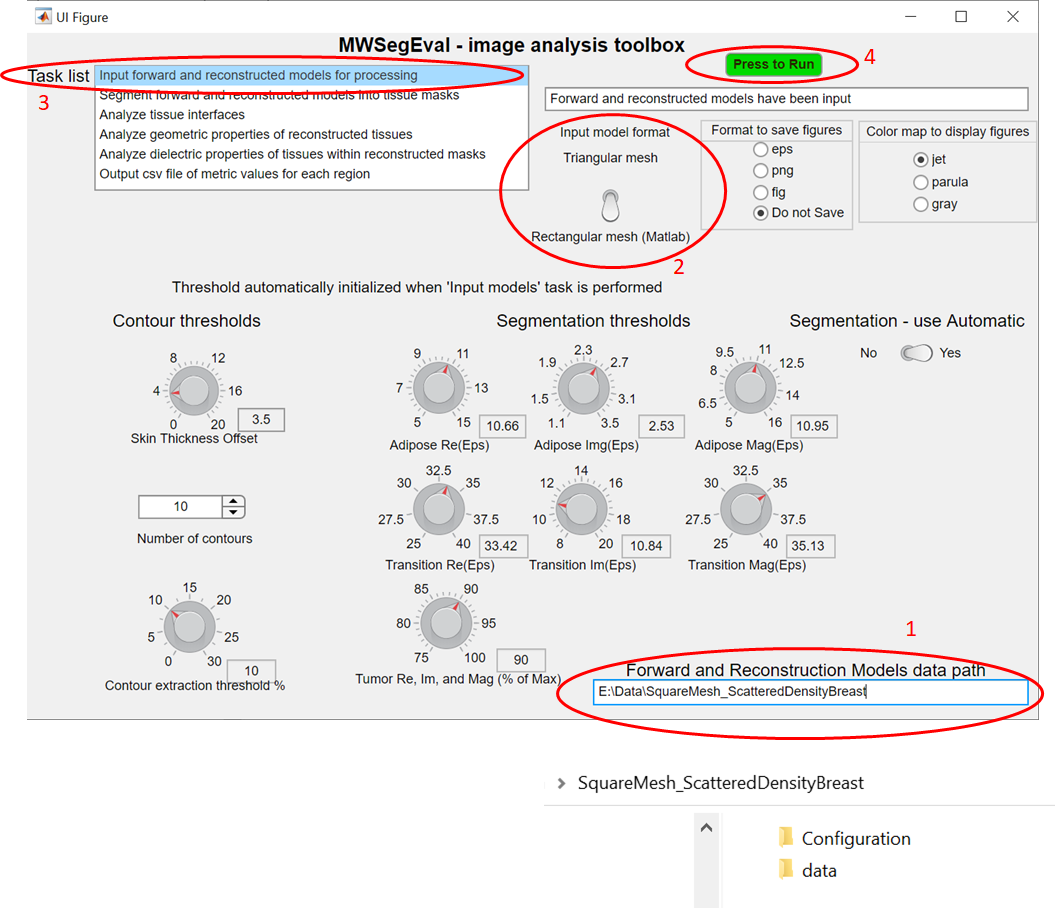 UI Figure
MWSegEval - image analysis toolbox
Press to Run
4
Task list
3
Input forward and reconstructed models for processing
Segment forward and reconstructed models into tissue masks
Analyze tissue interfaces
Analyze geometric properties of reconstructed tissues
Analyze dielectric properties of tissues within reconstructed masks
Output csv file of metric values for each region
Forward and reconstructed models have been input
Input model format
Triangular mesh
Rectangular mesh (Matlab)
2
Format to save figures
eps
png
fig
Do not Save
Color map to display figures
jet
parula
gray
Threshold automatically initialized when 'Input models' task is performed
Contour thresholds
Segmentation thresholds
Segmentation - use Automatic
No
Yes
0 4 8 12 16 20
3.5
Skin Thickness Offset
5 7 9 11 13 15
10.66
Adipose Re(Eps)
1.1 1.5 1.9 2.3 2.7 3.1 3.5
2.53
Adipose Img(Eps)
5 6.5 8 9.5 11 12.5 14 16
10.95
Adipose Mag(Eps)
10
Number of contours
25 27.5 30 32.5 35 37.5 40
33.42
Transition Re(Eps)
8 10 12 14 16 18 20
10.84
Transition Im(Eps)
25 27.5 30 32.5 35 37.5 40
35.13
Transition Mag(Eps)
0 5 10 15 20 25 30
10
Contour extraction threshold %
75 80 85 90 95 100
90
Tumor Re, Im, and Mag (% of Max)
1
Forward and Reconstruction Models data path
E:\Data\SquareMesh_ScatteredDensityBreast
SquareMesh_ScatteredDensityBreast
Configuration
data